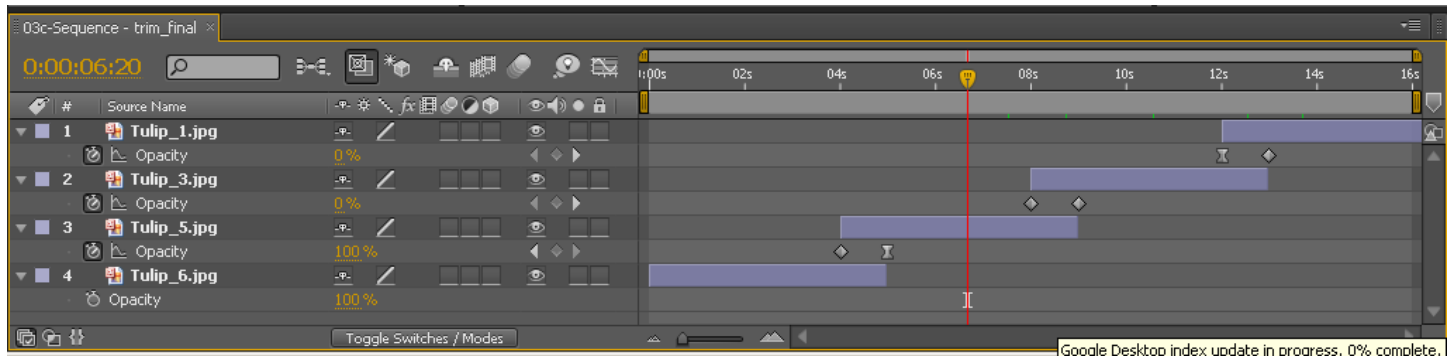 03c-Sequence - trim_final ×
0:00:06:20
:00s 02s 04s 06s 08s 10s 12s 14s 16s
# Source Name fx
1 Tulip_1.jpg
Opacity 0%
2 Tulip_3.jpg
Opacity 0%
3 Tulip_5.jpg
Opacity 100%
4 Tulip_6.jpg
Opacity 100%
Toggle Switches / Modes
Google Desktop index update in progress. 0% complete.